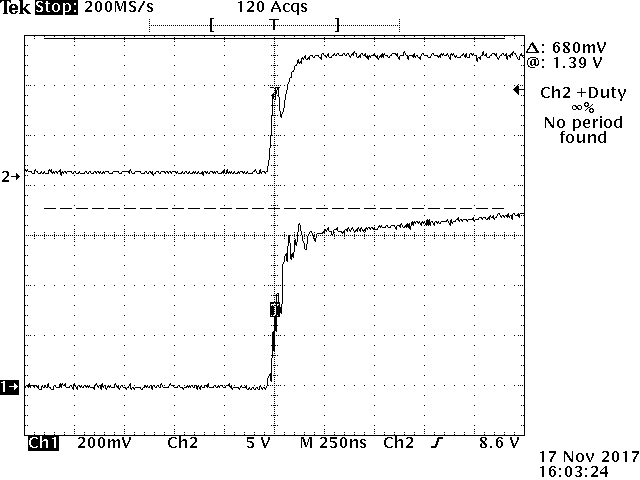 Tek Stop: 200MS/s 120 Acqs
[ T ]
Δ: 680mV
@: 1.39 V
Ch2 +Duty
∞%
No period
found
2→
1→
Ch1 200mV Ch2 5 V M 250ns Ch2 8.6 V
17 Nov 2017
16:03:24